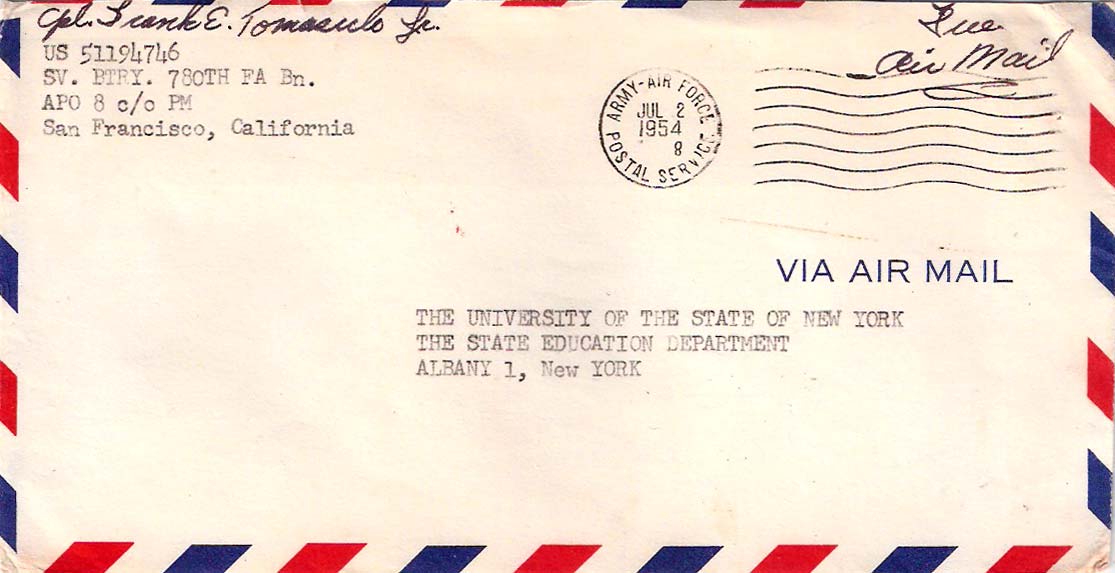 Cpl. Frank E. Tomasulo Jr.
US 51194746
SV. BTRY. 780TH FA Bn.
APO 8 c/o PM
San Francisco, California
Free
Air Mail
ARMY-AIR FORCE
JUL 2
1954
8
POSTAL SERVICE
VIA AIR MAIL
THE UNIVERSITY OF THE STATE OF NEW YORK
THE STATE EDUCATION DEPARTMENT
ALBANY 1, New YORK